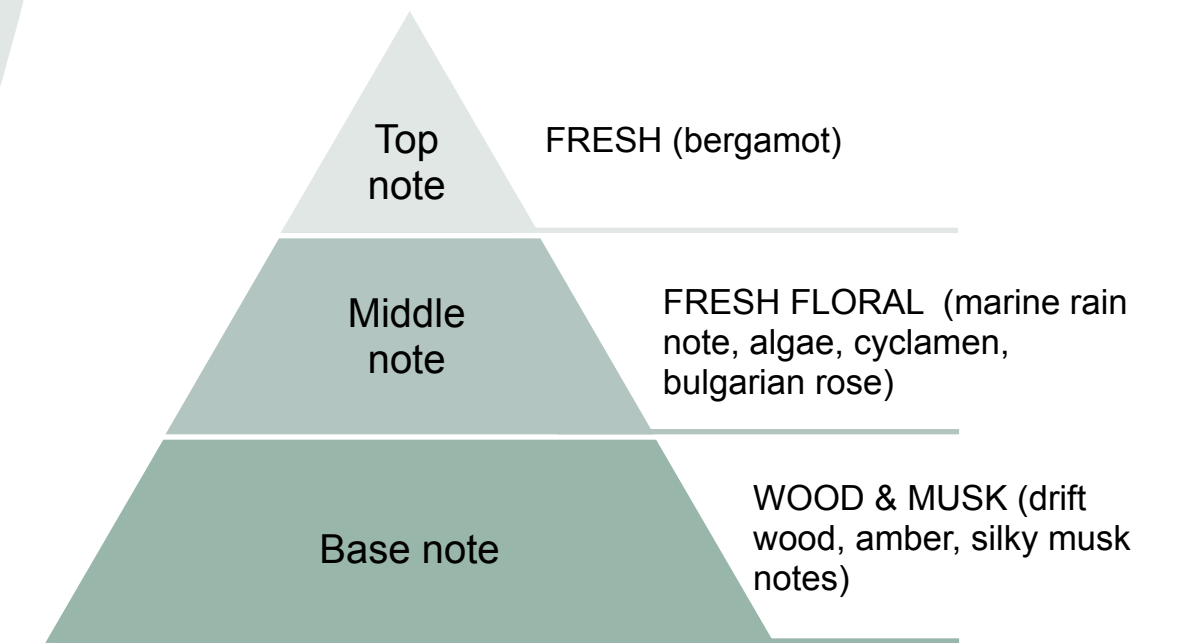 Top
note
FRESH (bergamot)
Middle
note
FRESH FLORAL  (marine rain
note, algae, cyclamen,
bulgarian rose)
Base note
WOOD & MUSK (drift
wood, amber, silky musk
notes)